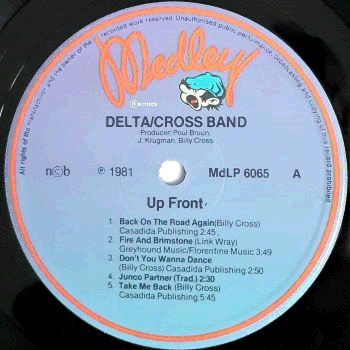 All rights of the manufacturer and the owner of the recorded work reserved. Unauthorised public performance, broadcasting and copying of this record prohibited
Medley
Records
DELTA/CROSS BAND
Producer: Poul Bruun,
J. Krugman, Billy Cross
n©b ℗ 1981 MdLP 6065 A
Up Front
1. Back On The Road Again(Billy Cross)
Casadida Publishing 2:45
2. Fire And Brimstone (Link Wray)
Greyhound Music/Florentine Music 3:49
3. Don't You Wanna Dance
(Billy Cross) Casadida Publishing 2:50
4. Junco Partner (Trad.) 2:30
5. Take Me Back (Billy Cross)
Casadida Publishing 5:45